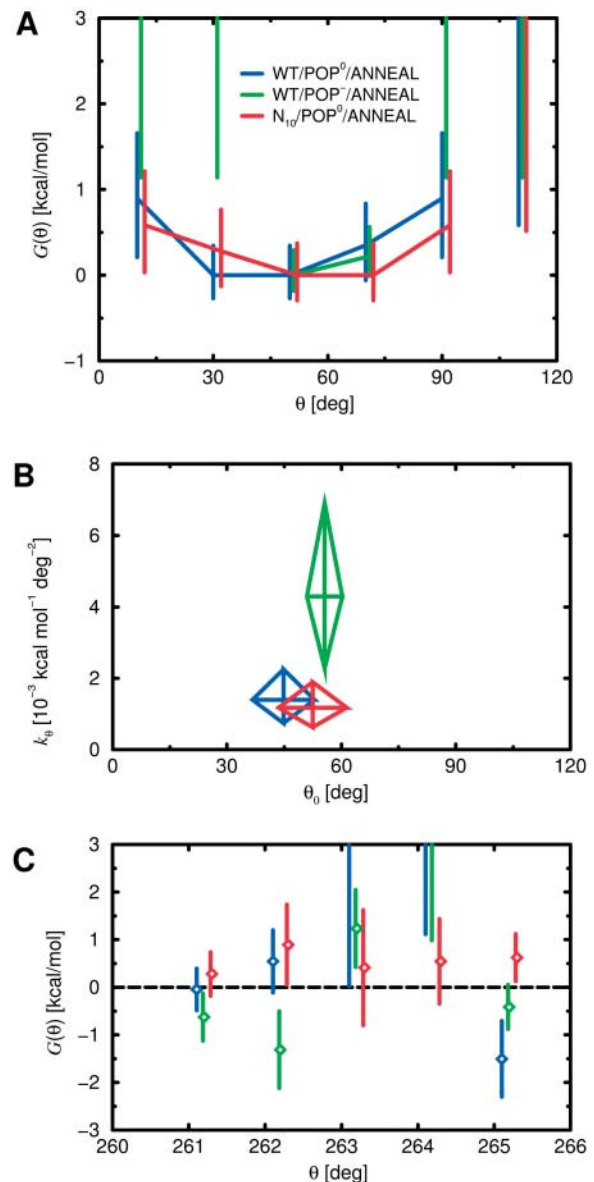 A
3
2
1
0
−1
G(θ) [kcal/mol]
WT/POP⁰/ANNEAL
WT/POP⁻/ANNEAL
N₁₀/POP⁰/ANNEAL
0 30 60 90 120
θ [deg]
B
8
6
4
2
0
k_θ [10⁻³ kcal mol⁻¹ deg⁻²]
0 30 60 90 120
θ₀ [deg]
C
3
2
1
0
−1
−2
−3
G(θ) [kcal/mol]
260 261 262 263 264 265 266
θ [deg]